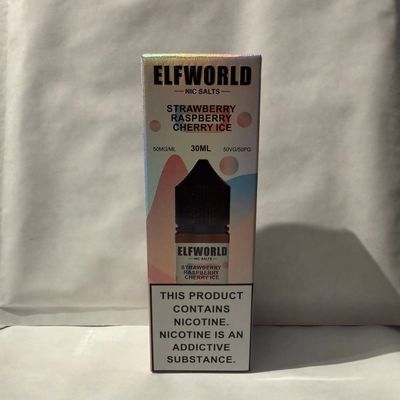 ELFWORLD
NIC SALTS
STRAWBERRY
RASPBERRY
CHERRY ICE
50MG/ML 30ML 50VG/50PG
ELFWORLD
NIC SALTS
STRAWBERRY
RASPBERRY
CHERRY ICE
THIS PRODUCT
CONTAINS
NICOTINE.
NICOTINE IS AN
ADDICTIVE
SUBSTANCE.